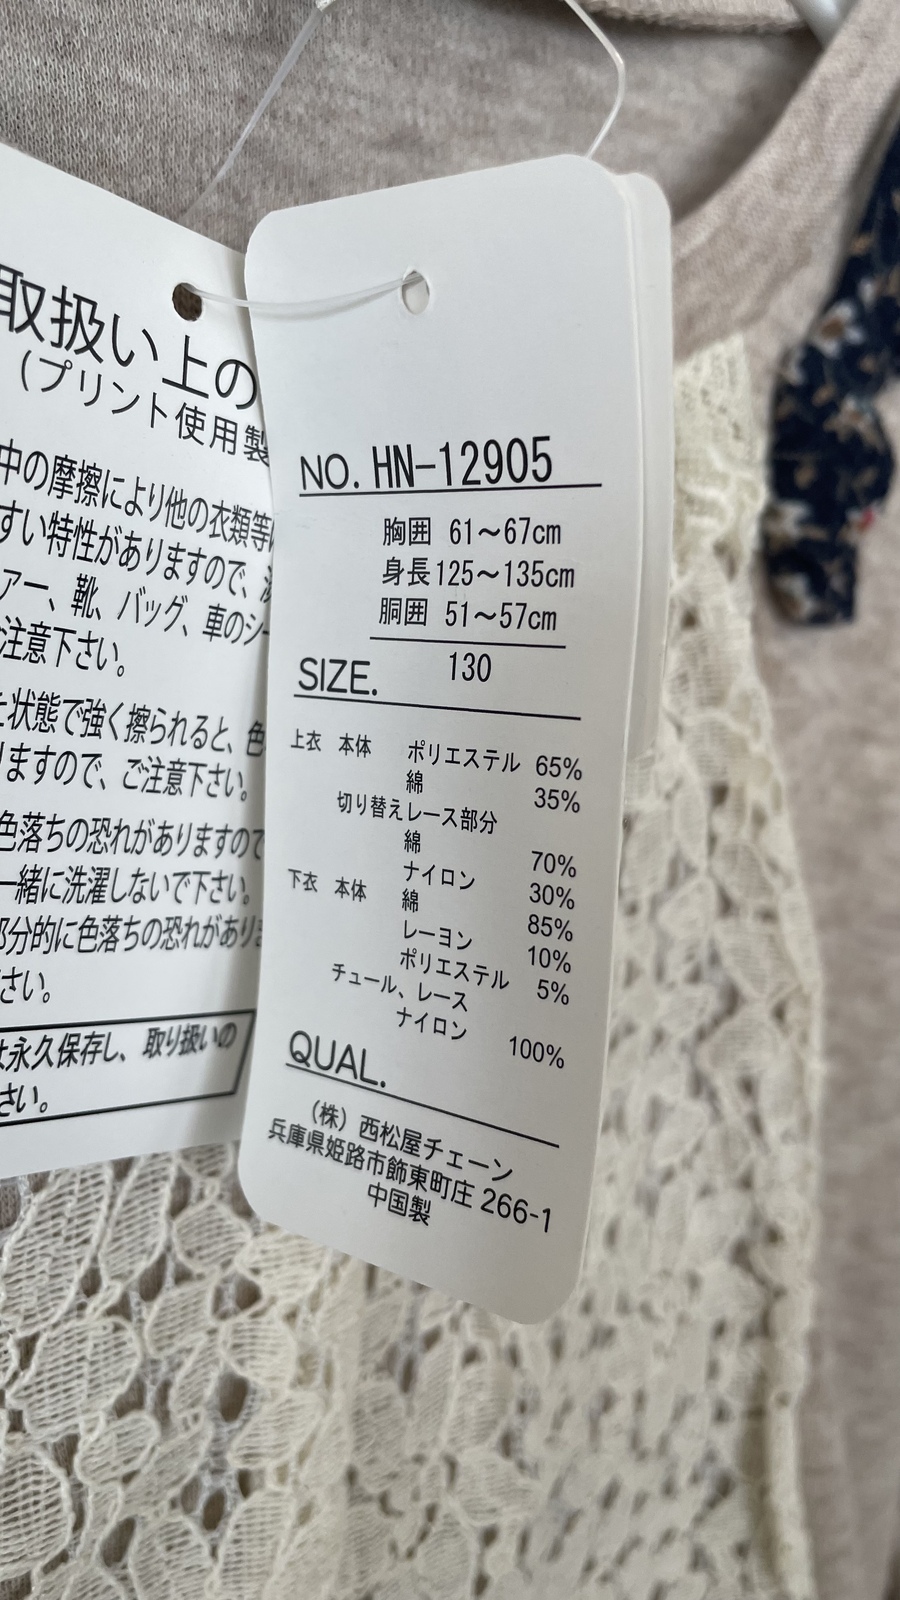 取扱い上の
(プリント使用製
中の摩擦により他の衣類等
すい特性がありますので、
アー、靴、バッグ、車のシー
ご注意下さい。
状態で強く擦られると、色
りますので、ご注意下さい。
色落ちの恐れがありますので
一緒に洗濯しないで下さい。
部分的に色落ちの恐れがありま
さい。
は永久保存し、取り扱いの
さい。
NO. HN-12905
胸囲 61～67cm
身長 125～135cm
胴囲 51～57cm
SIZE. 130
上衣 本体 ポリエステル 65%
綿 35%
切り替えレース部分
綿 70%
ナイロン 30%
下衣 本体 綿 85%
レーヨン 10%
ポリエステル 5%
チュール、レース
ナイロン 100%
QUAL.
(株) 西松屋チェーン
兵庫県姫路市飾東町庄 266-1
中国製